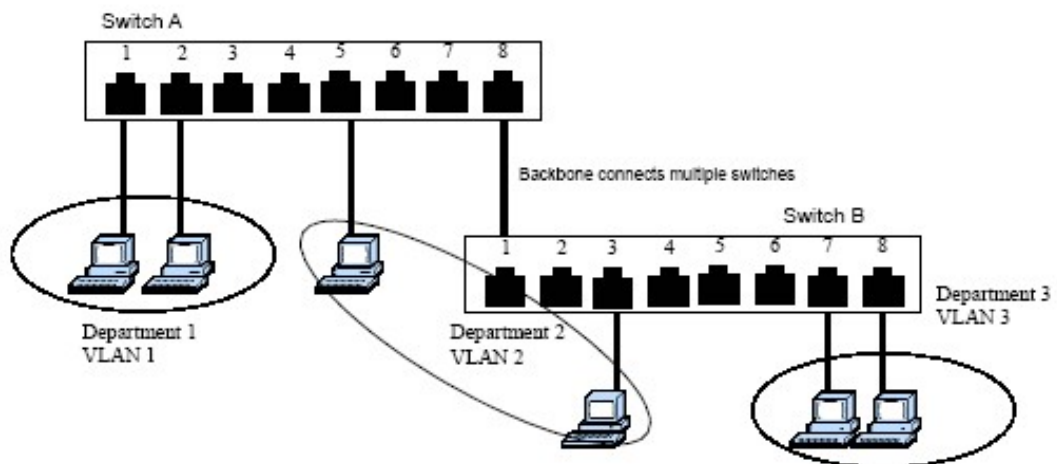 Switch A
1 2 3 4 5 6 7 8
Backbone connects multiple switches
Switch B
1 2 3 4 5 6 7 8
Department 1
VLAN 1
Department 2
VLAN 2
Department 3
VLAN 3